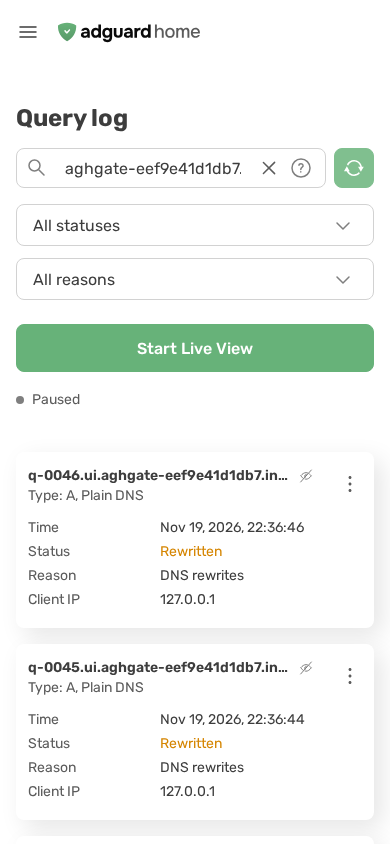 adguard home
Query log
aghgate-eef9e41d1db7.
All statuses
All reasons
Start Live View
Paused
q-0046.ui.aghgate-eef9e41d1db7.in…
Type: A, Plain DNS
Time Nov 19, 2026, 22:36:46
Status Rewritten
Reason DNS rewrites
Client IP 127.0.0.1
q-0045.ui.aghgate-eef9e41d1db7.in…
Type: A, Plain DNS
Time Nov 19, 2026, 22:36:44
Status Rewritten
Reason DNS rewrites
Client IP 127.0.0.1